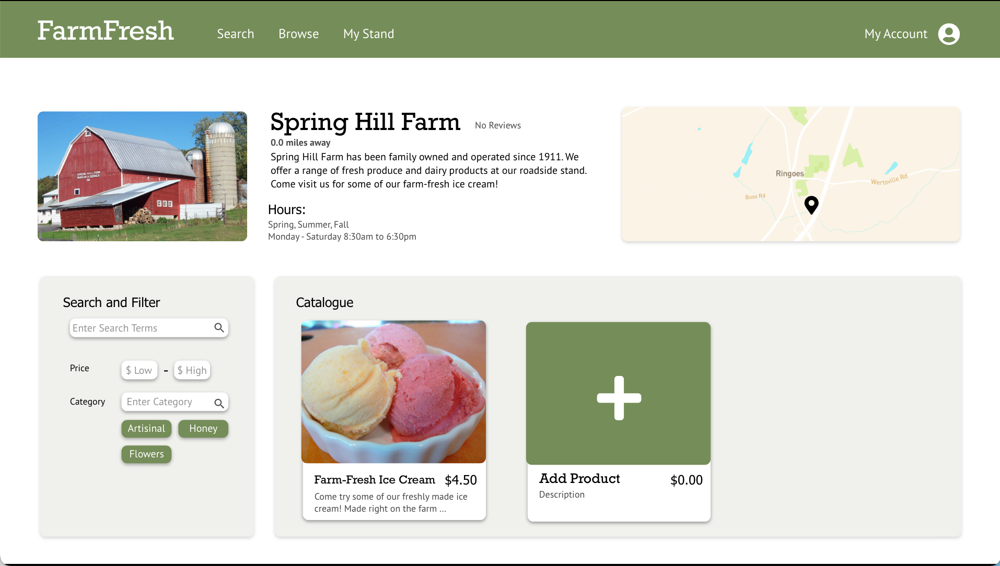 FarmFresh
Search
Browse
My Stand
My Account
Spring Hill Farm
No Reviews
0.0 miles away
Spring Hill Farm has been family owned and operated since 1911. We
offer a range of fresh produce and dairy products at our roadside stand.
Come visit us for some of our farm-fresh ice cream!
Hours:
Spring, Summer, Fall
Monday - Saturday 8:30am to 6:30pm
SPRING HILL FARM
Ringoes
Wertsville Rd
Boss Rd
Search and Filter
Enter Search Terms
Price
$ Low
-
$ High
Category
Enter Category
Artisinal
Honey
Flowers
Catalogue
Farm-Fresh Ice Cream
$4.50
Come try some of our freshly made ice
cream! Made right on the farm ...
Add Product
$0.00
Description